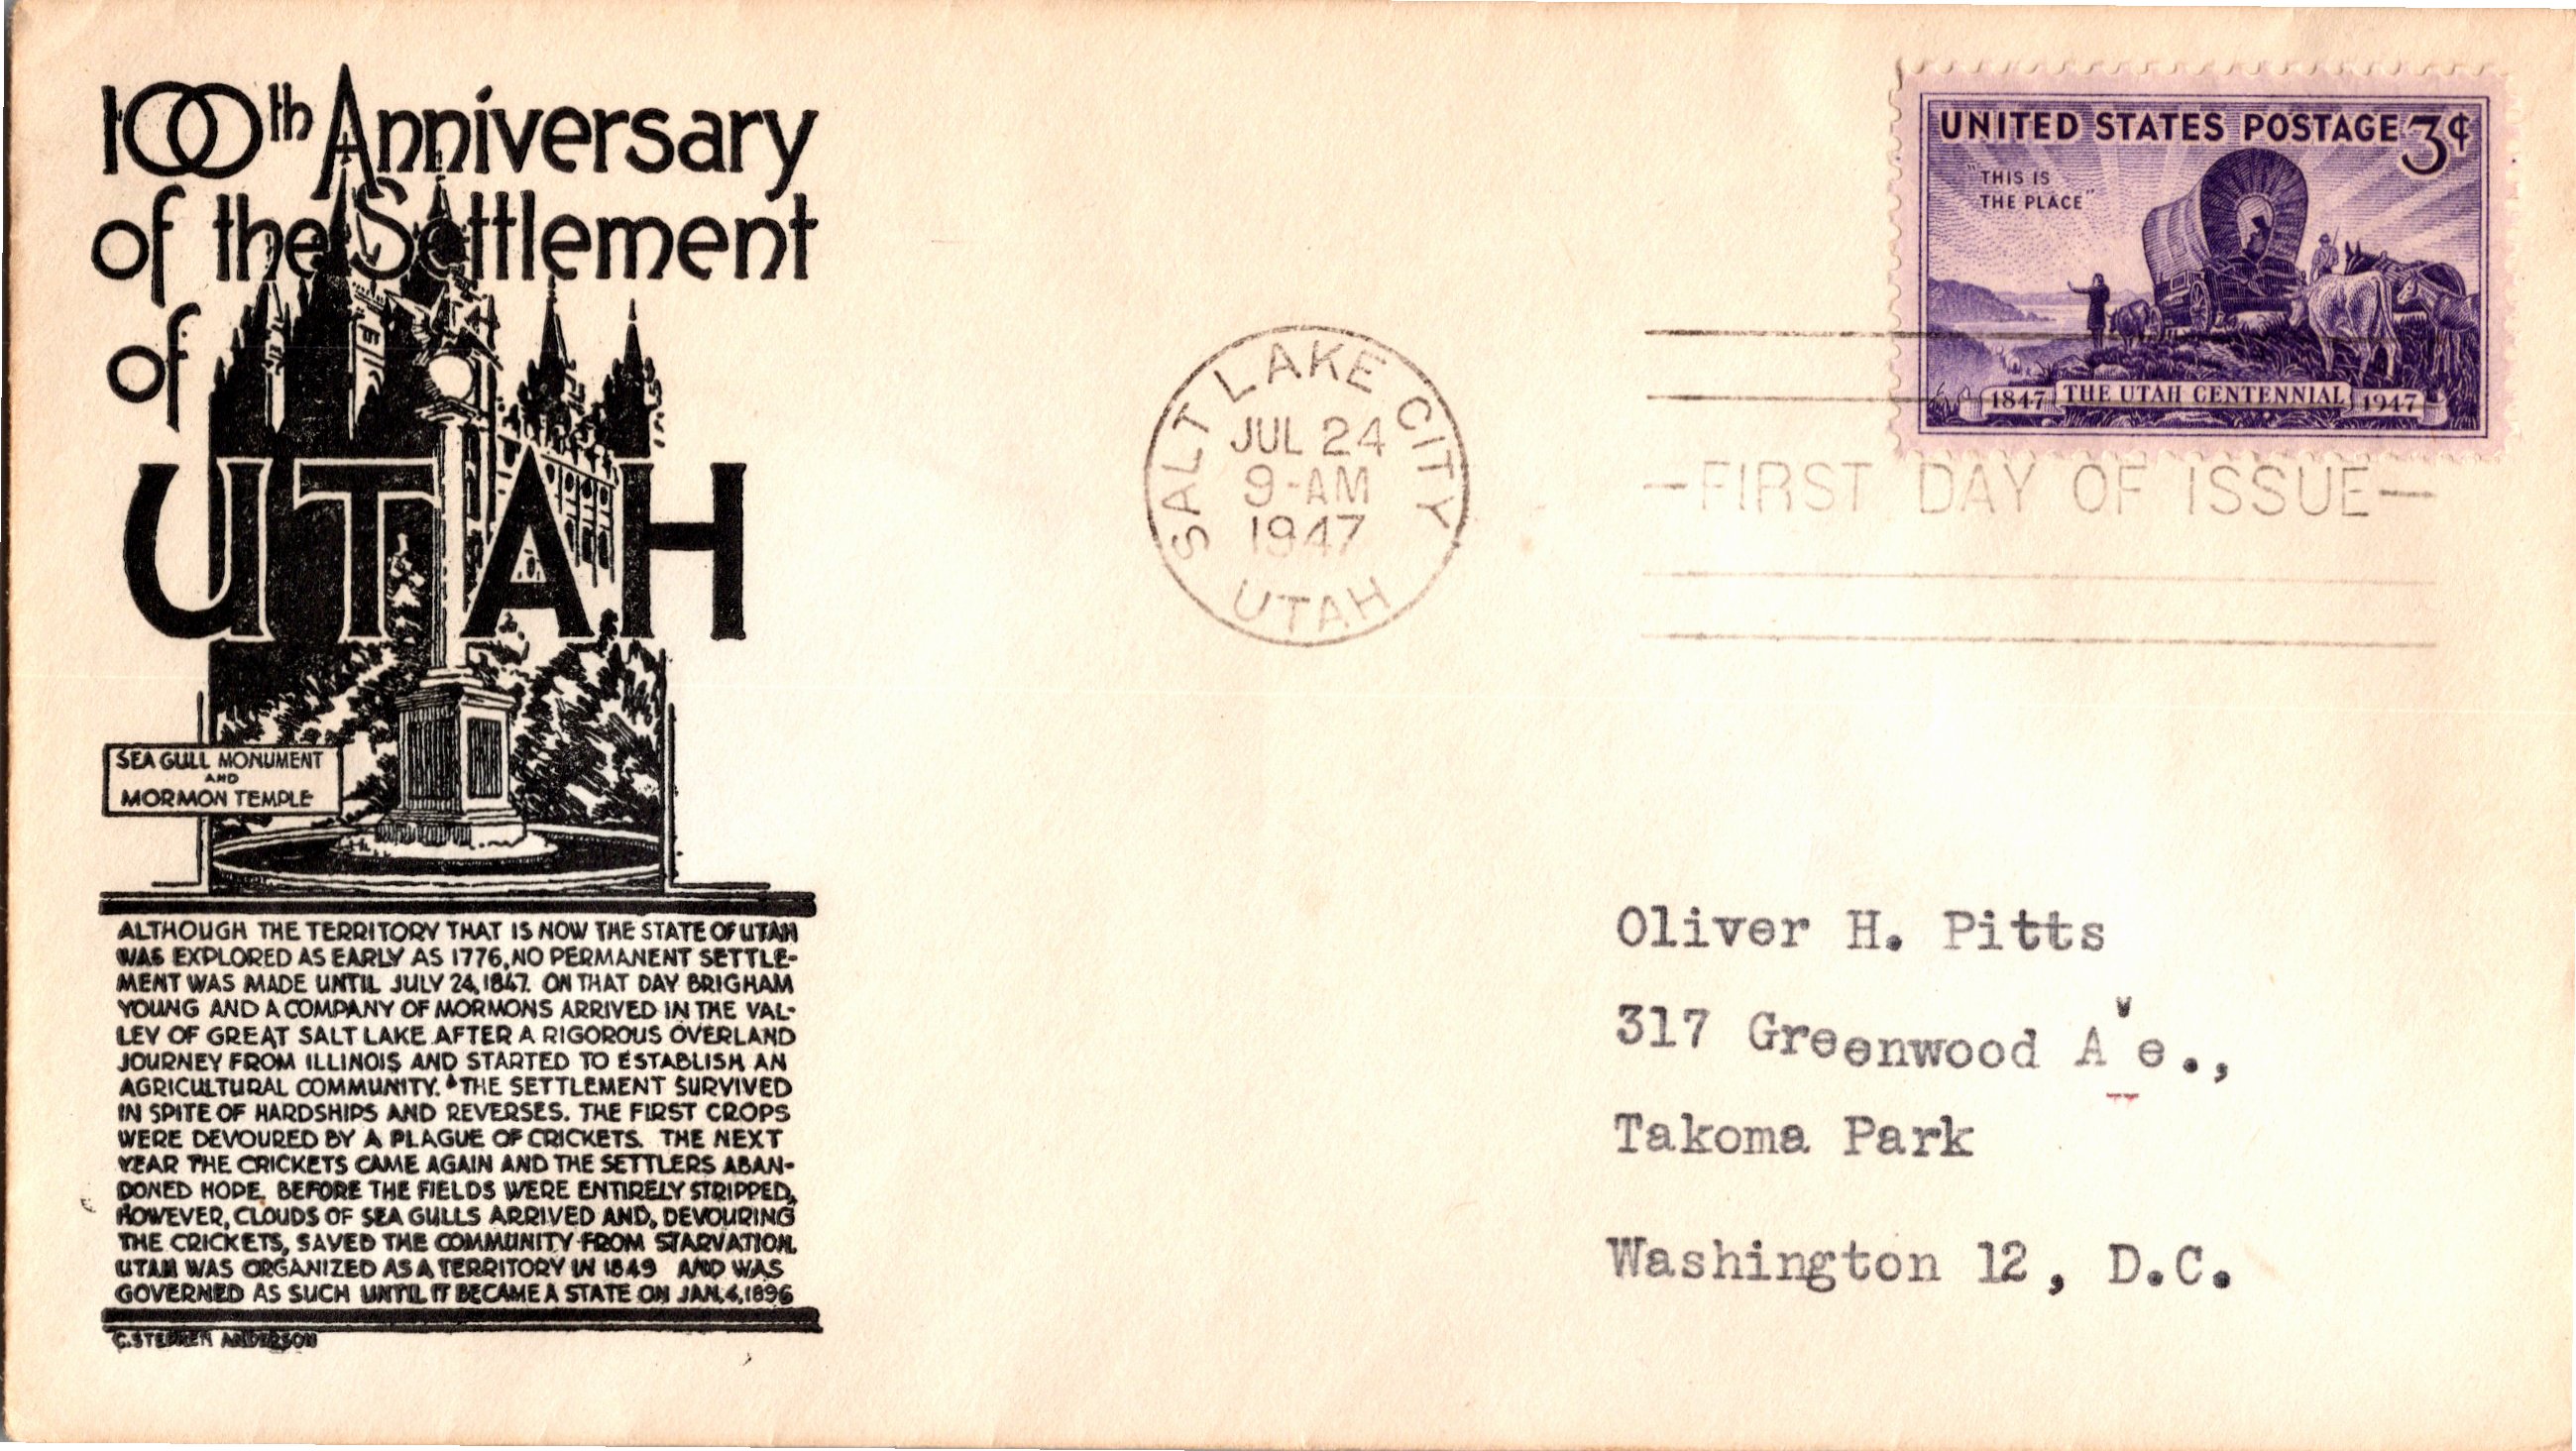 100th Anniversary
of the Settlement
of
UTAH
SEA GULL MONUMENT
AND
MORMON TEMPLE
ALTHOUGH THE TERRITORY THAT IS NOW THE STATE OF UTAH
WAS EXPLORED AS EARLY AS 1776, NO PERMANENT SETTLE-
MENT WAS MADE UNTIL JULY 24, 1847. ON THAT DAY BRIGHAM
YOUNG AND A COMPANY OF MORMONS ARRIVED IN THE VAL-
LEY OF GREAT SALT LAKE AFTER A RIGOROUS OVERLAND
JOURNEY FROM ILLINOIS AND STARTED TO ESTABLISH AN
AGRICULTURAL COMMUNITY. THE SETTLEMENT SURVIVED
IN SPITE OF HARDSHIPS AND REVERSES. THE FIRST CROPS
WERE DEVOURED BY A PLAGUE OF CRICKETS. THE NEXT
YEAR THE CRICKETS CAME AGAIN AND THE SETTLERS ABAN-
DONED HOPE. BEFORE THE FIELDS WERE ENTIRELY STRIPPED,
HOWEVER, CLOUDS OF SEA GULLS ARRIVED AND, DEVOURING
THE CRICKETS, SAVED THE COMMUNITY FROM STARVATION.
UTAH WAS ORGANIZED AS A TERRITORY IN 1849 AND WAS
GOVERNED AS SUCH UNTIL IT BECAME A STATE ON JAN. 4, 1896
C. STEPHEN ANDERSON
SALT LAKE CITY
JUL 24
9-AM
1947
UTAH
UNITED STATES POSTAGE 3¢
"THIS IS
THE PLACE"
1847 THE UTAH CENTENNIAL 1947
-FIRST DAY OF ISSUE-
Oliver H. Pitts
317 Greenwood Ave.,
Takoma Park
Washington 12, D.C.